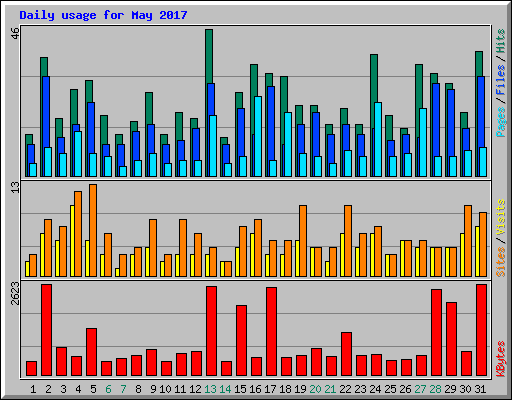 Daily usage for May 2017
46
Pages / Files / Hits
13
Sites / Visits
2623
KBytes
1 2 3 4 5 6 7 8 9 10 11 12 13 14 15 16 17 18 19 20 21 22 23 24 25 26 27 28 29 30 31